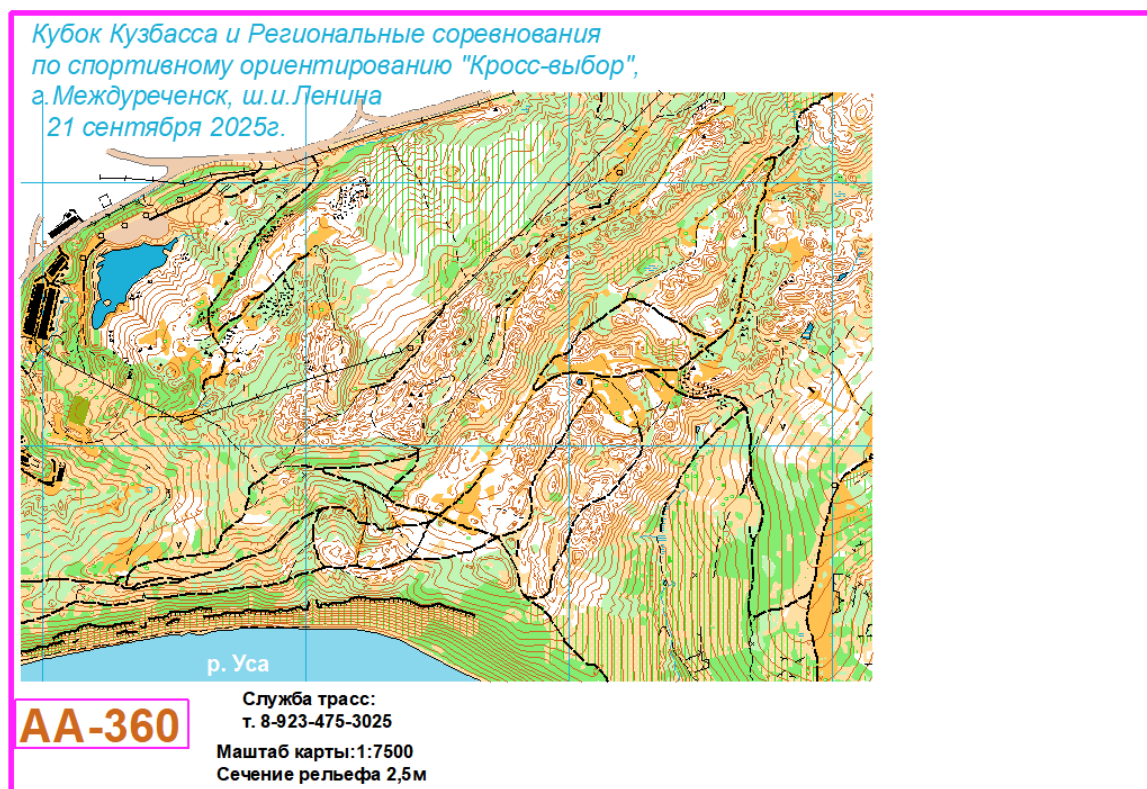 Кубок Кузбасса и Региональные соревнования
по спортивному ориентированию "Кросс-выбор",
г.Междуреченск, ш.и.Ленина
21 сентября 2025г.
р. Уса
АА-360
Служба трасс:
т. 8-923-475-3025
Маштаб карты:1:7500
Сечение рельефа 2,5м